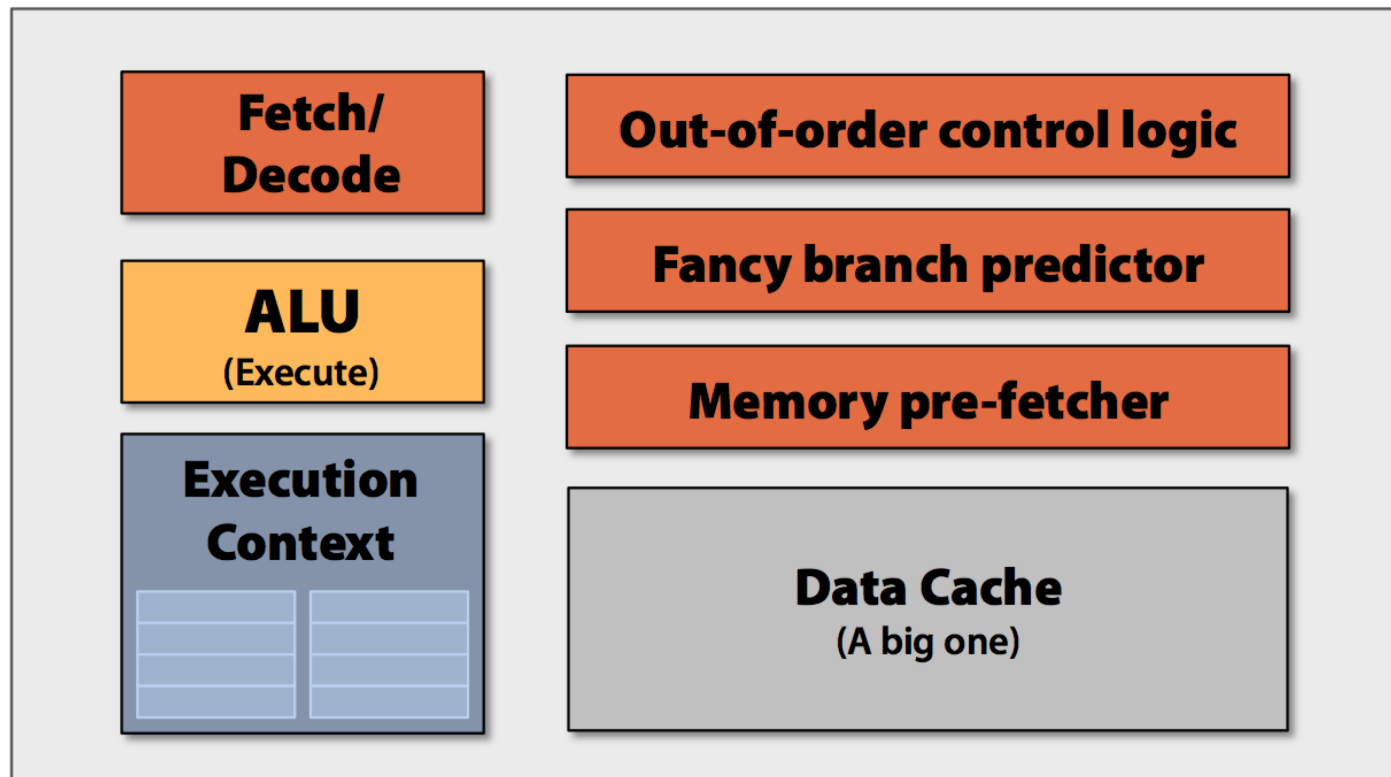 Fetch/
Decode
ALU
(Execute)
Execution
Context
Out-of-order control logic
Fancy branch predictor
Memory pre-fetcher
Data Cache
(A big one)